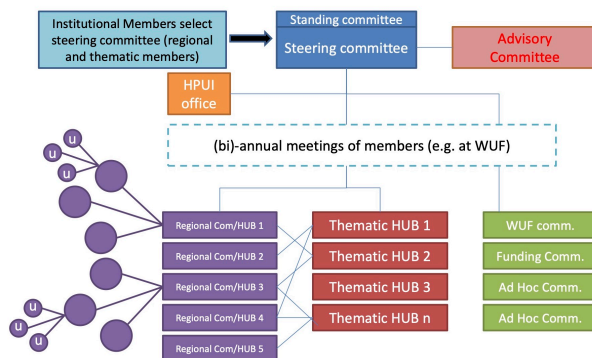 Institutional Members select
steering committee (regional
and thematic members)
Standing committee
Steering committee
Advisory
Committee
HPUI
office
(bi)-annual meetings of members (e.g. at WUF)
u
u
u
Regional Com/HUB 1
Thematic HUB 1
WUF comm.
Regional Com/HUB 2
Thematic HUB 2
Funding Comm.
Regional Com/HUB 3
Thematic HUB 3
Ad Hoc Comm.
Regional Com/HUB 4
Thematic HUB n
Ad Hoc Comm.
Regional Com/HUB 5
u
u
u